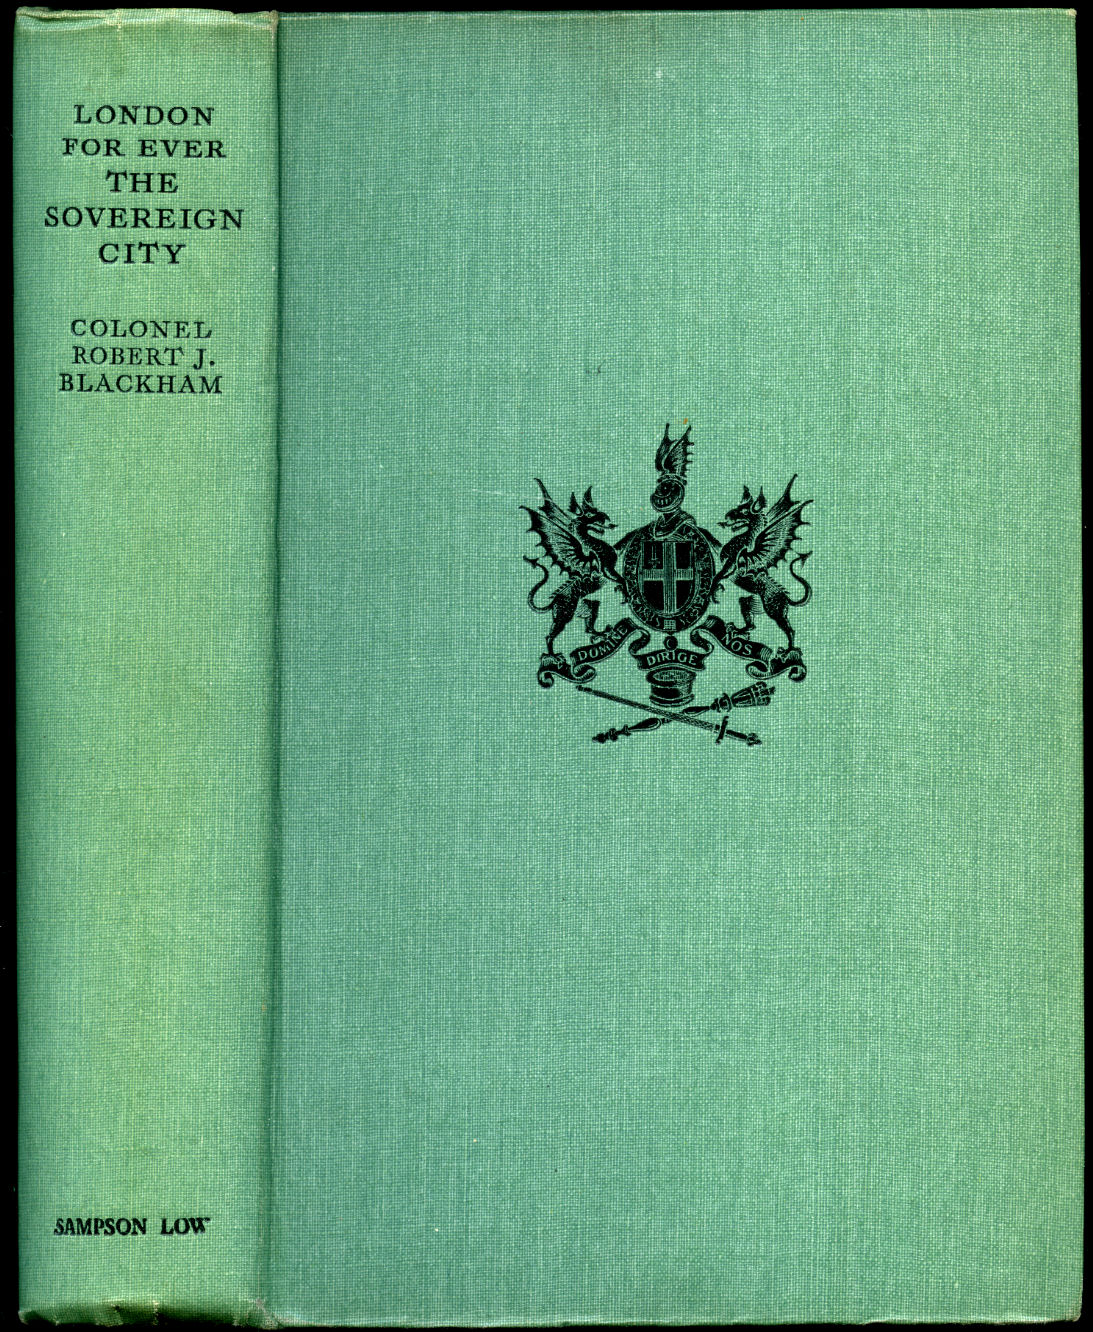 LONDON
FOR EVER
THE
SOVEREIGN
CITY
COLONEL
ROBERT J.
BLACKHAM
SAMPSON LOW
DOMINE
DIRIGE
NOS